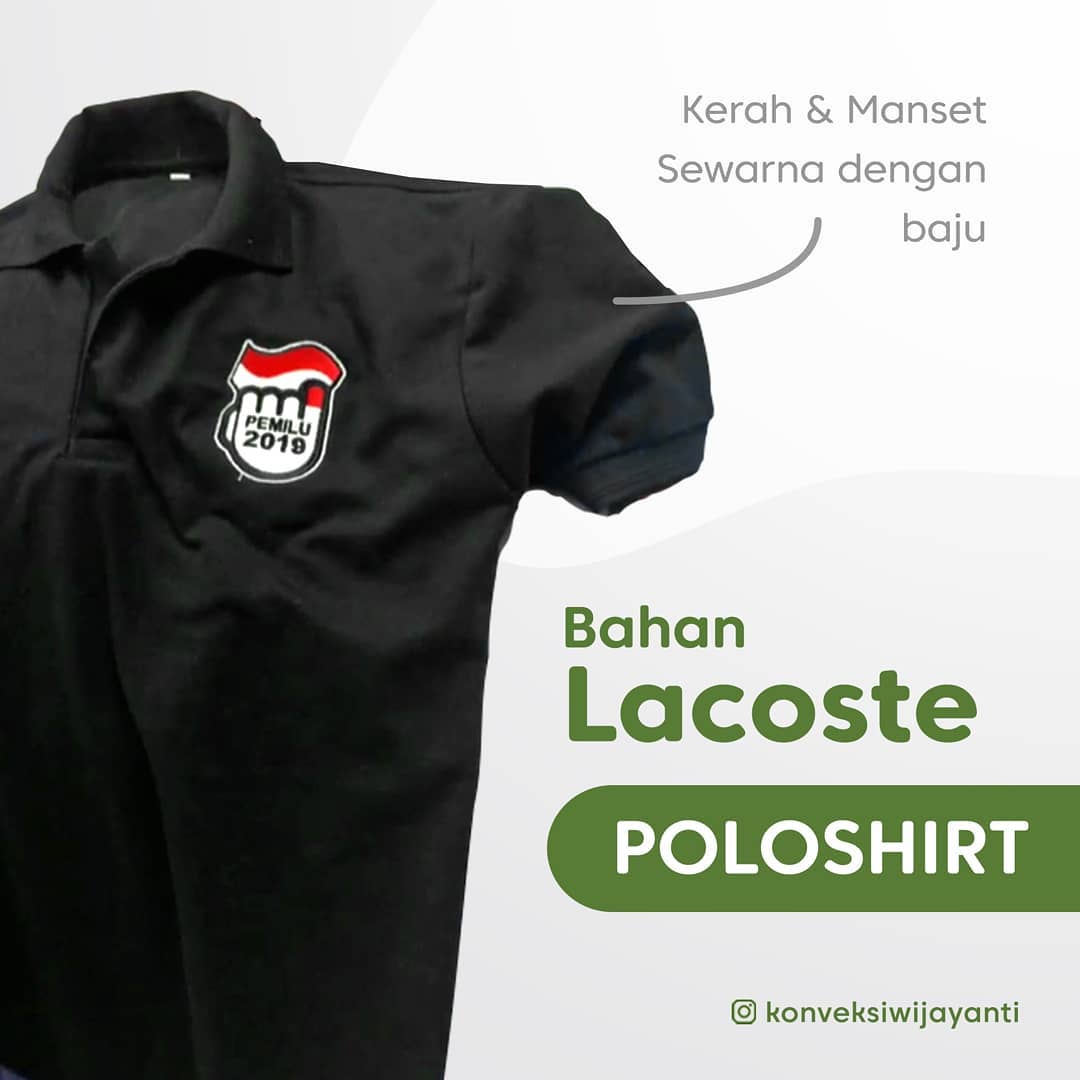 Kerah & Manset
Sewarna dengan
baju
PEMILU
2019
Bahan
Lacoste
POLOSHIRT
konveksiwijayanti